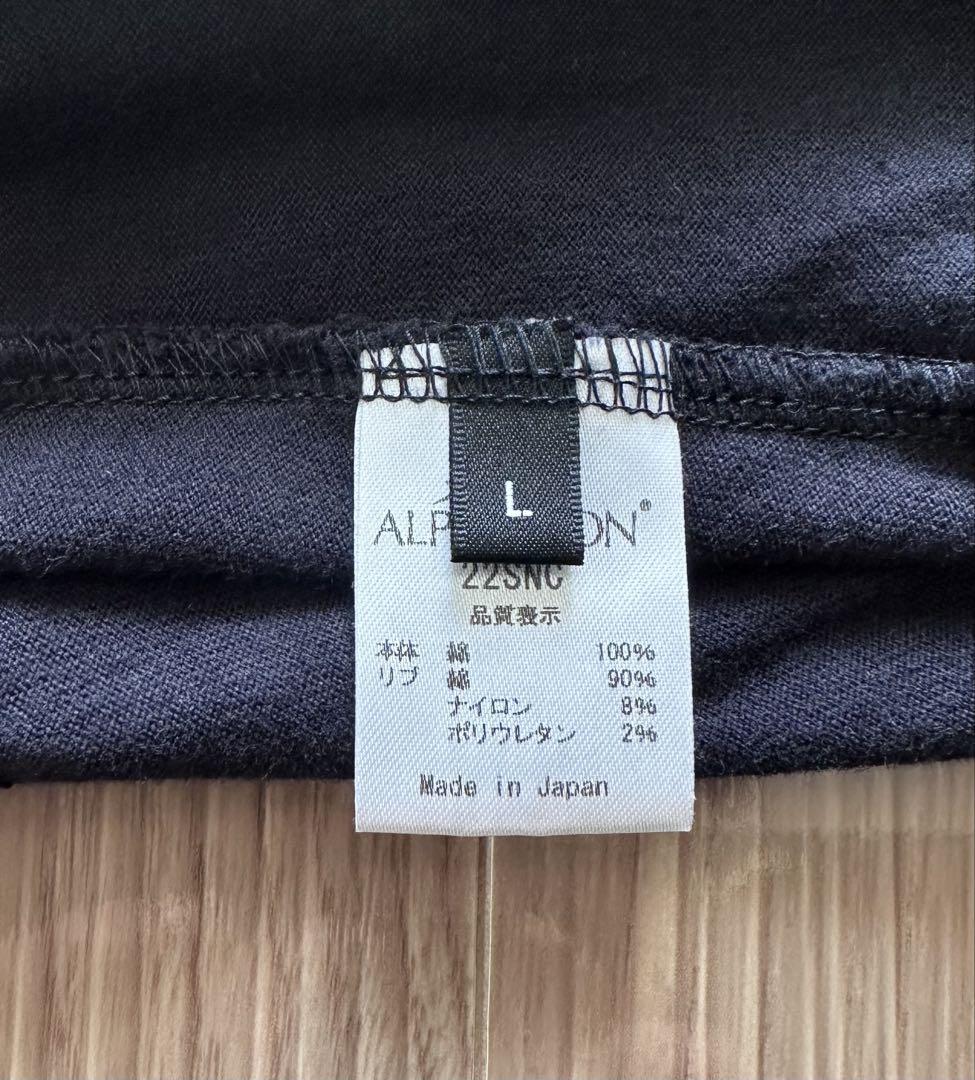 L
22SNC
品質表示
本体 綿 100%
リブ 綿 90%
ナイロン 8%
ポリウレタン 2%
Made in Japan